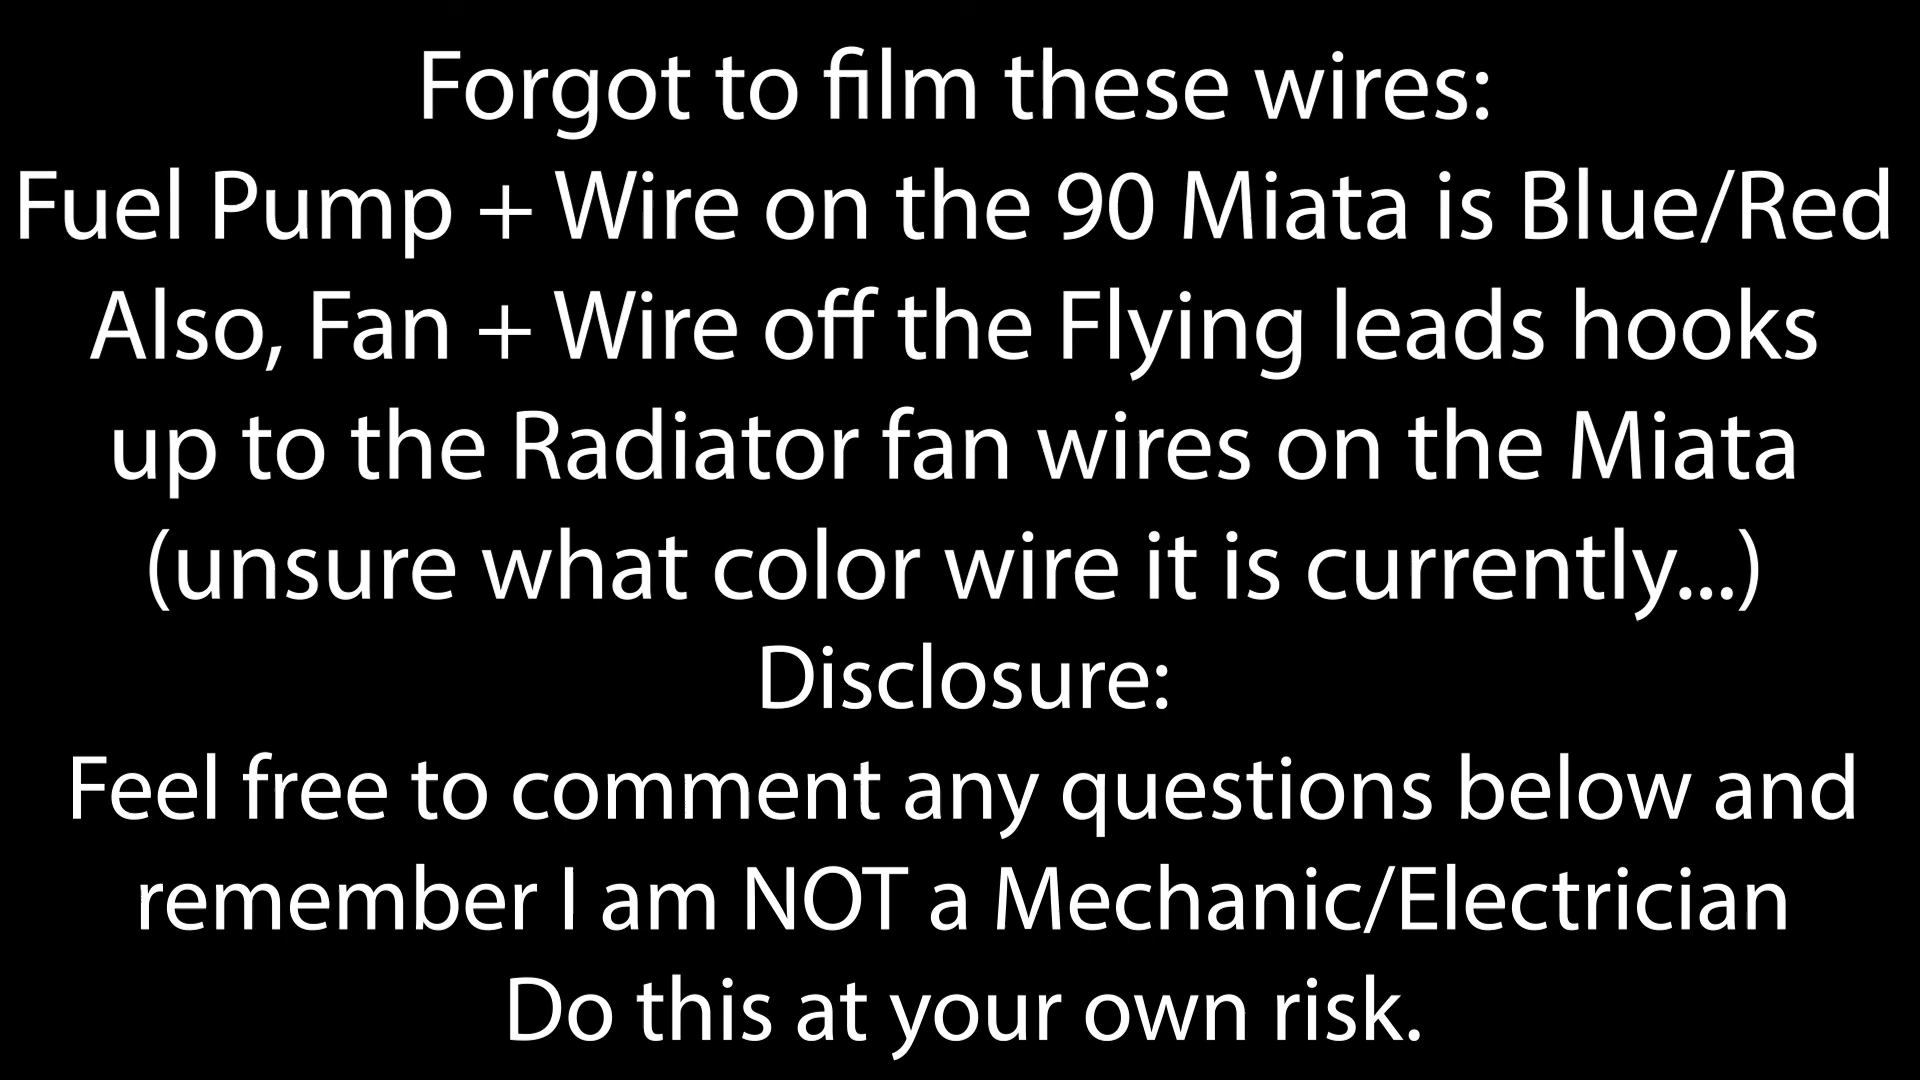 Forgot to film these wires:
Fuel Pump + Wire on the 90 Miata is Blue/Red
Also, Fan + Wire off the Flying leads hooks
up to the Radiator fan wires on the Miata
(unsure what color wire it is currently...)
Disclosure:
Feel free to comment any questions below and
remember I am NOT a Mechanic/Electrician
Do this at your own risk.